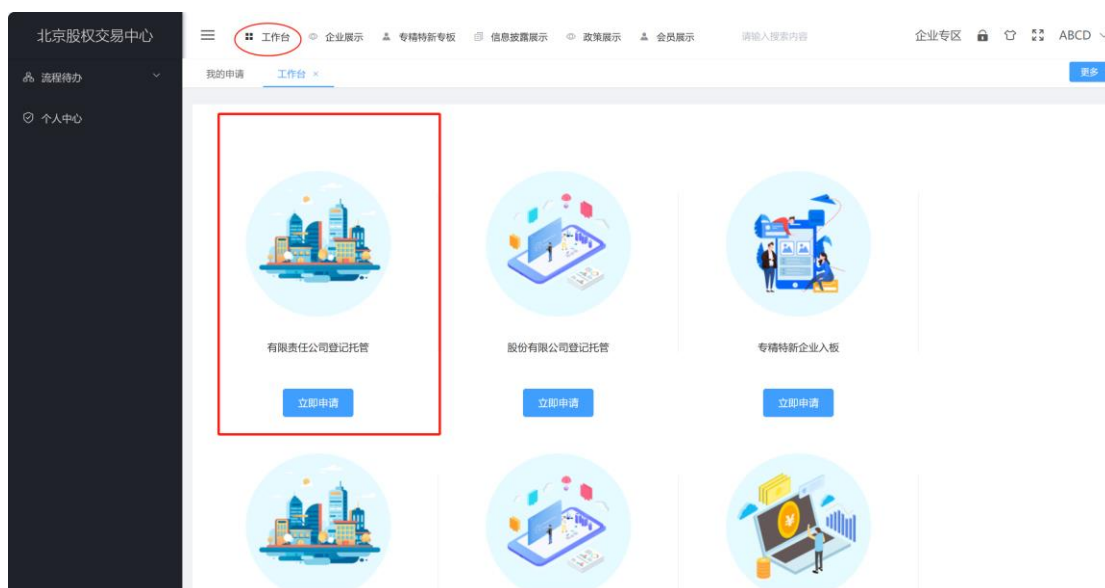 北京股权交易中心
工作台 企业展示 专精特新专板 信息披露展示 政策展示 会员展示 请输入搜索内容 企业专区 ABCD
流程待办
我的申请 工作台 × 更多
个人中心
有限责任公司登记托管 股份有限公司登记托管 专精特新企业入板
立即申请 立即申请 立即申请